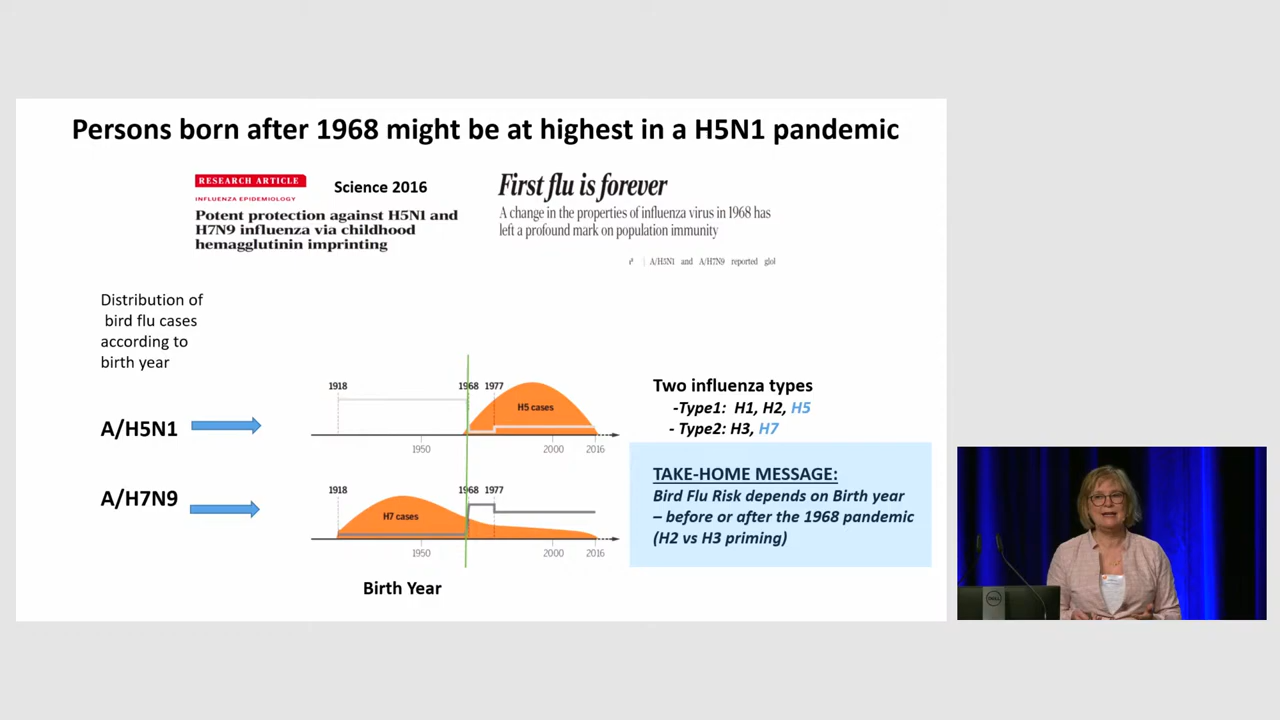 Persons born after 1968 might be at highest in a H5N1 pandemic
RESEARCH ARTICLE
Science 2016
INFLUENZA EPIDEMIOLOGY
Potent protection against H5N1 and
H7N9 influenza via childhood
hemagglutinin imprinting
First flu is forever
A change in the properties of influenza virus in 1968 has
left a profound mark on population immunity
A/H5N1 and A/H7N9 reported glol
Distribution of
bird flu cases
according to
birth year
A/H5N1
1918
1968
1977
H5 cases
1950
2000
2016
A/H7N9
1918
1968
1977
H7 cases
1950
2000
2016
Birth Year
Two influenza types
-Type1: H1, H2, H5
- Type2: H3, H7
TAKE-HOME MESSAGE:
Bird Flu Risk depends on Birth year
– before or after the 1968 pandemic
(H2 vs H3 priming)
DELL